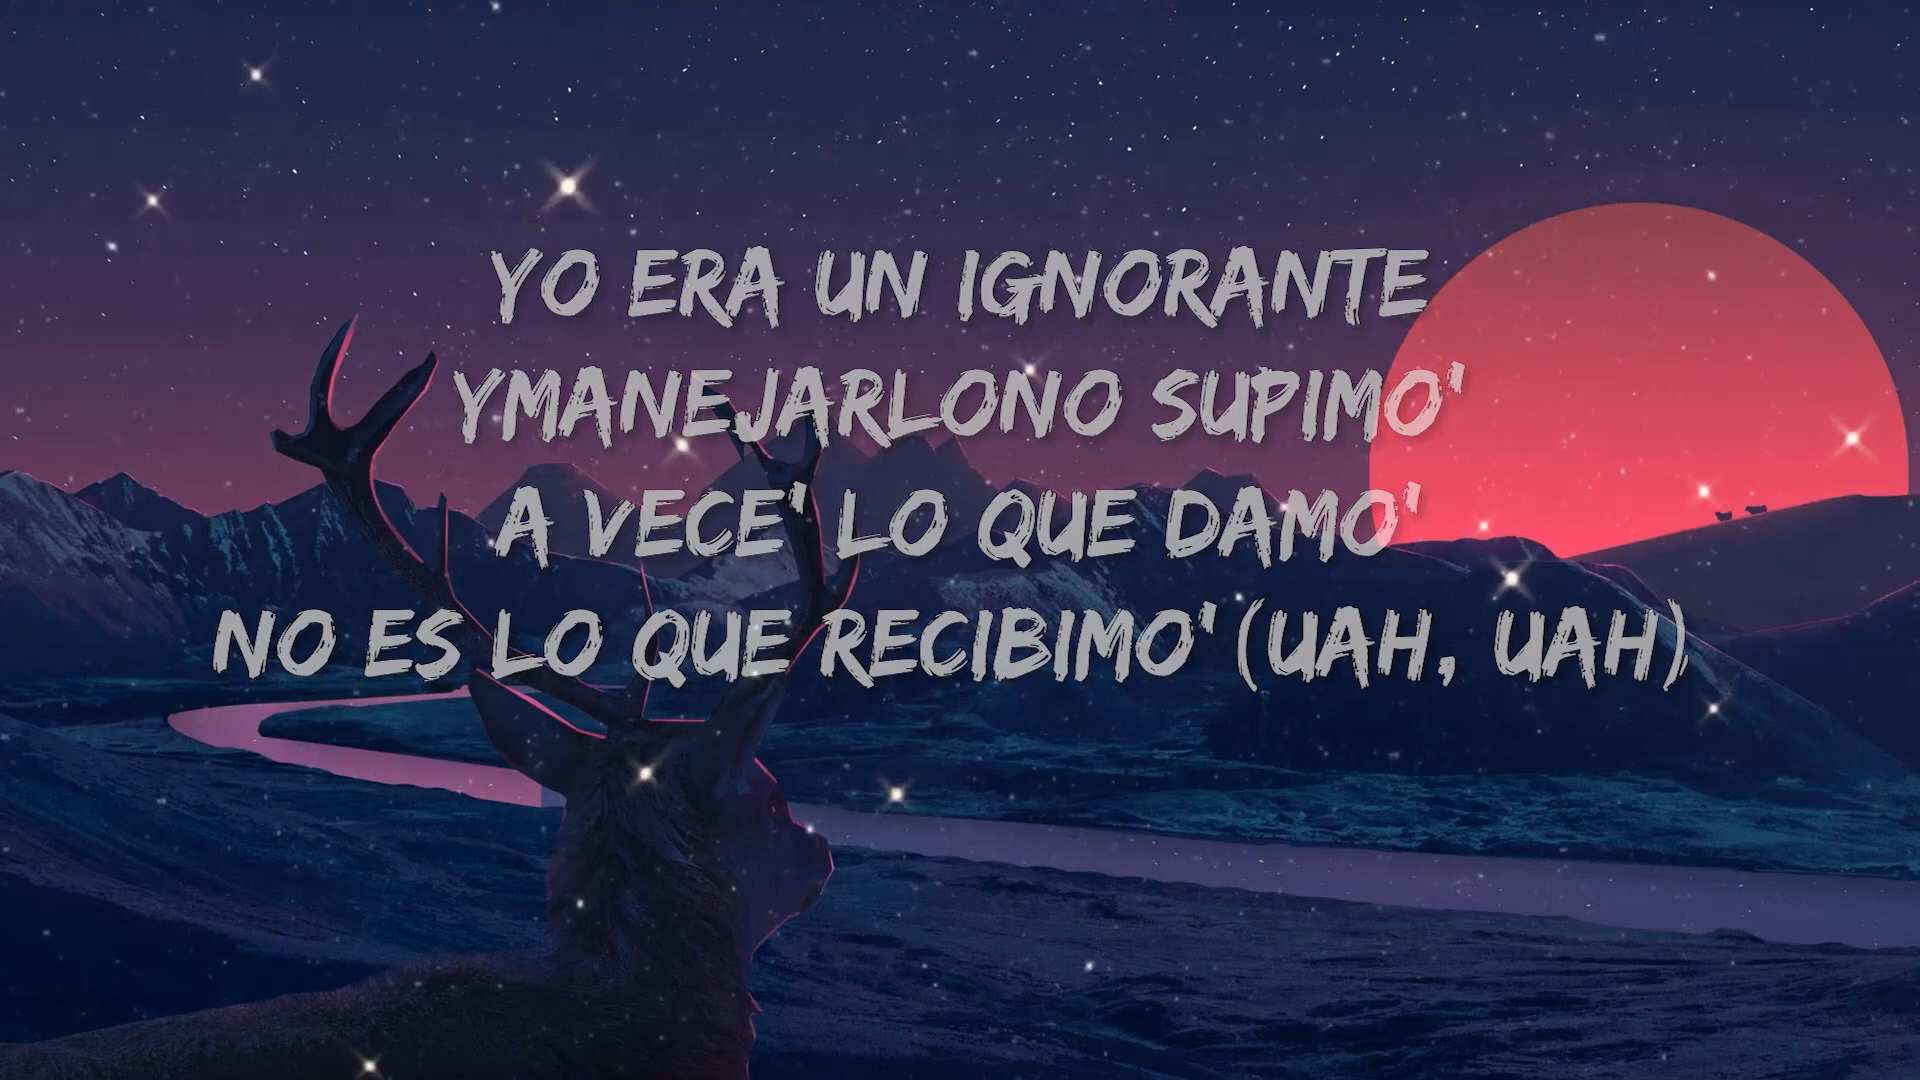 YO ERA UN IGNORANTE
YMANEJARLONO SUPIMO'
A VECE' LO QUE DAMO'
NO ES LO QUE RECIBIMO' (UAH, UAH)